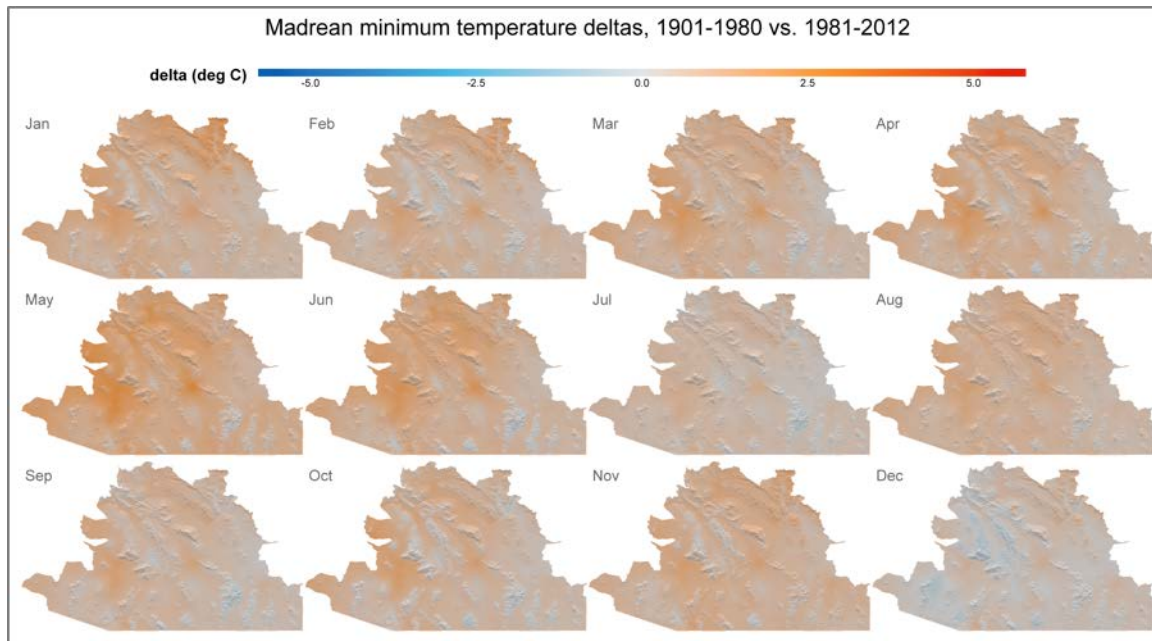 Madrean minimum temperature deltas, 1901-1980 vs. 1981-2012
delta (deg C)
-5.0 -2.5 0.0 2.5 5.0
Jan Feb Mar Apr
May Jun Jul Aug
Sep Oct Nov Dec